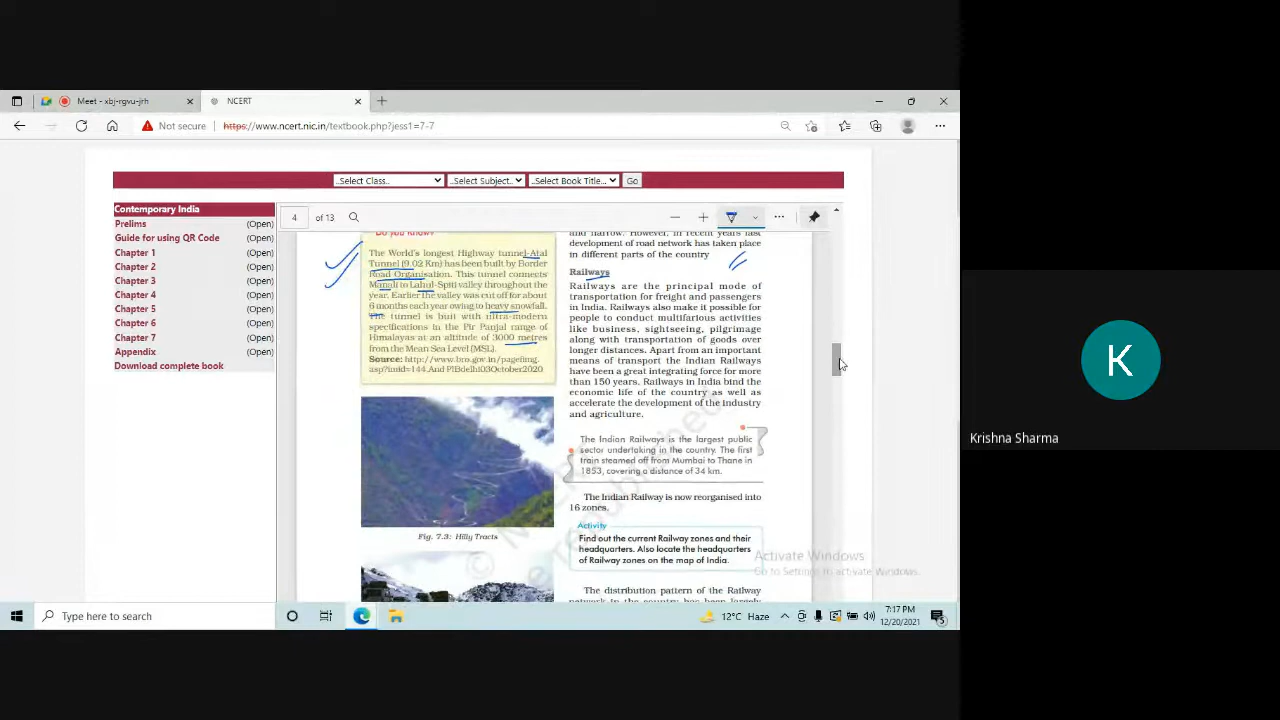 Meet - xbj-rgvu-jrh
NCERT
Not secure
https://www.ncert.nic.in/textbook.php?jess1=7-7
..Select Class..
..Select Subject..
..Select Book Title...
Go
Contemporary India
Prelims (Open)
Guide for using QR Code (Open)
Chapter 1 (Open)
Chapter 2 (Open)
Chapter 3 (Open)
Chapter 4 (Open)
Chapter 5 (Open)
Chapter 6 (Open)
Chapter 7 (Open)
Appendix (Open)
Download complete book
4 of 13
Do you Know?
The World's longest Highway tunnel-Atal
Tunnel (9.02 Km) has been built by Border
Road Organisation. This tunnel connects
Manali to Lahul-Spiti valley throughout the
year. Earlier the valley was cut off for about
6 months each year owing to heavy snowfall.
The tunnel is built with ultra-modern
specifications in the Pir Panjal range of
Himalayas at an altitude of 3000 metres
from the Mean Sea Level (MSL).
Source: http://www.bro.gov.in/pagefimg.
asp?imid=144.And PIBdelhi03October2020
Fig. 7.3: Hilly Tracts
and narrow. However, in recent years fast
development of road network has taken place
in different parts of the country
Railways
Railways are the principal mode of
transportation for freight and passengers
in India. Railways also make it possible for
people to conduct multifarious activities
like business, sightseeing, pilgrimage
along with transportation of goods over
longer distances. Apart from an important
means of transport the Indian Railways
have been a great integrating force for more
than 150 years. Railways in India bind the
economic life of the country as well as
accelerate the development of the industry
and agriculture.
The Indian Railways is the largest public
sector undertaking in the country. The first
train steamed off from Mumbai to Thane in
1853, covering a distance of 34 km.
The Indian Railway is now reorganised into
16 zones.
Activity
Find out the current Railway zones and their
headquarters. Also locate the headquarters
of Railway zones on the map of India.
The distribution pattern of the Railway
network in the country has been largely
Activate Windows
Go to Settings to activate Windows.
Type here to search
12°C Haze
7:17 PM
12/20/2021
5
K
Krishna Sharma